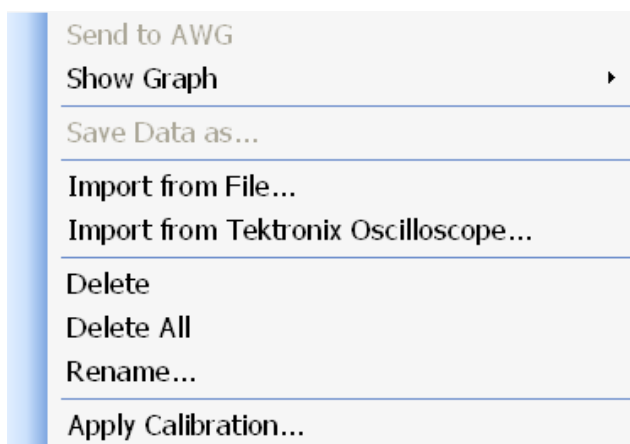 Send to AWG
Show Graph
Save Data as...
Import from File...
Import from Tektronix Oscilloscope...
Delete
Delete All
Rename...
Apply Calibration...